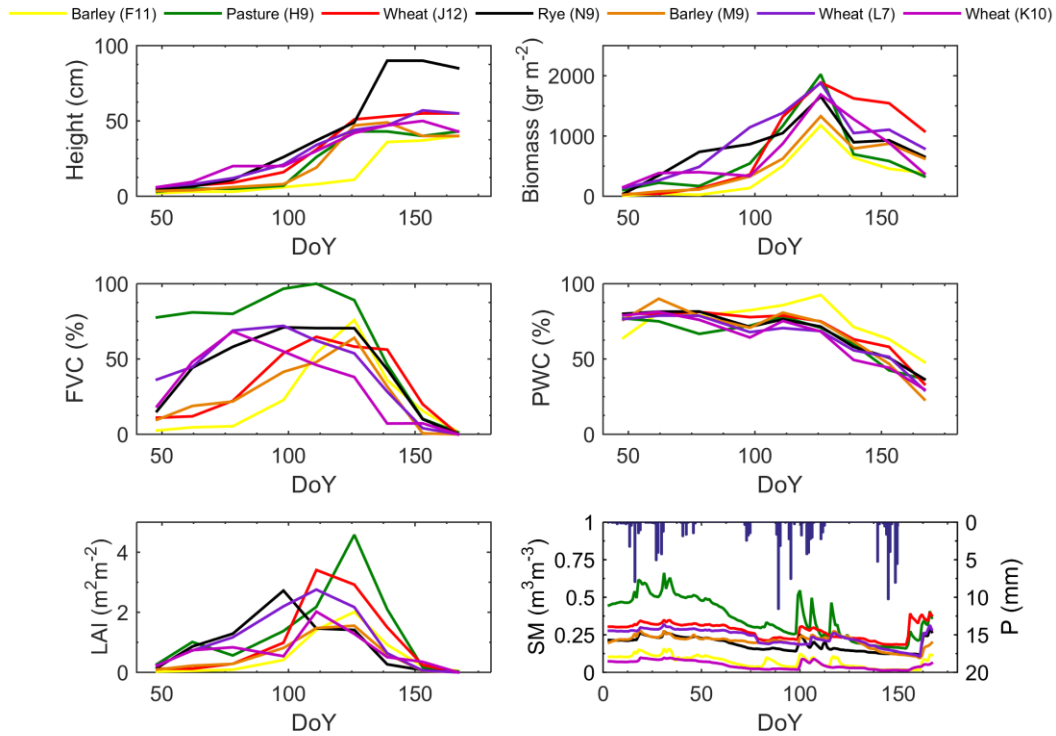 Barley (F11) Pasture (H9) Wheat (J12) Rye (N9) Barley (M9) Wheat (L7) Wheat (K10)
Height (cm)
100
50
0
50 100 150
DoY
Biomass (gr m⁻²)
2000
1000
0
50 100 150
DoY
FVC (%)
100
50
0
50 100 150
DoY
PWC (%)
100
50
0
50 100 150
DoY
LAI (m²m⁻²)
4
2
0
50 100 150
DoY
SM (m³m⁻³)
1
0.75
0.5
0.25
0
0 50 100 150
DoY
0
5
10
15
20
P (mm)